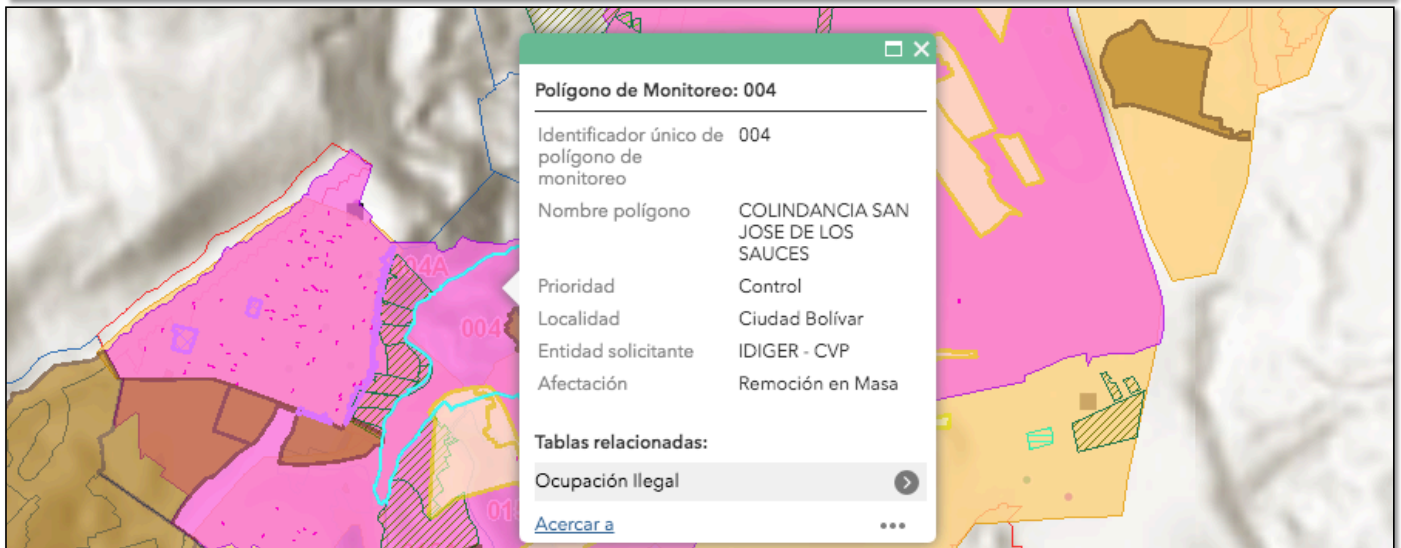 Polígono de Monitoreo: 004
Identificador único de 004
polígono de
monitoreo
Nombre polígono COLINDANCIA SAN
JOSE DE LOS
SAUCES
Prioridad Control
Localidad Ciudad Bolívar
Entidad solicitante IDIGER - CVP
Afectación Remoción en Masa
Tablas relacionadas:
Ocupación Ilegal
Acercar a
04A
004